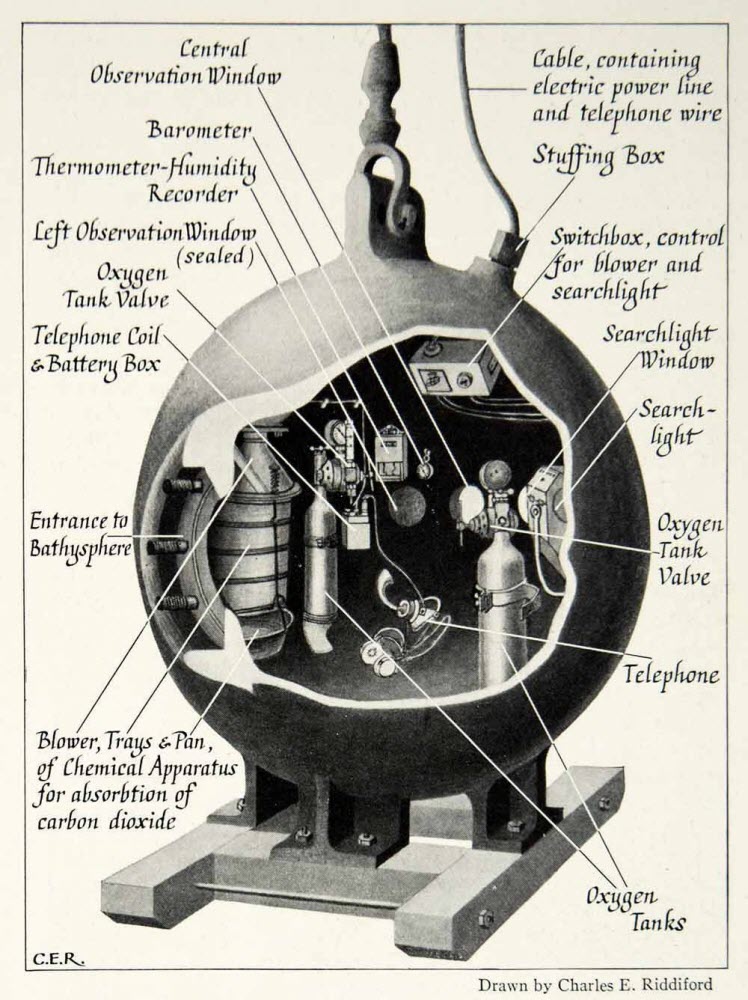 Central
Observation Window
Barometer
Thermometer-Humidity
Recorder
Left Observation Window
(sealed)
Oxygen
Tank Valve
Telephone Coil
& Battery Box
Entrance to
Bathysphere
Blower, Trays & Pan,
of Chemical Apparatus
for absorbtion of
carbon dioxide
Cable, containing
electric power line
and telephone wire
Stuffing Box
Switchbox, control
for blower and
searchlight
Searchlight
Window
Search-
light
Oxygen
Tank
Valve
Telephone
Oxygen
Tanks
C.E.R.
Drawn by Charles E. Riddiford